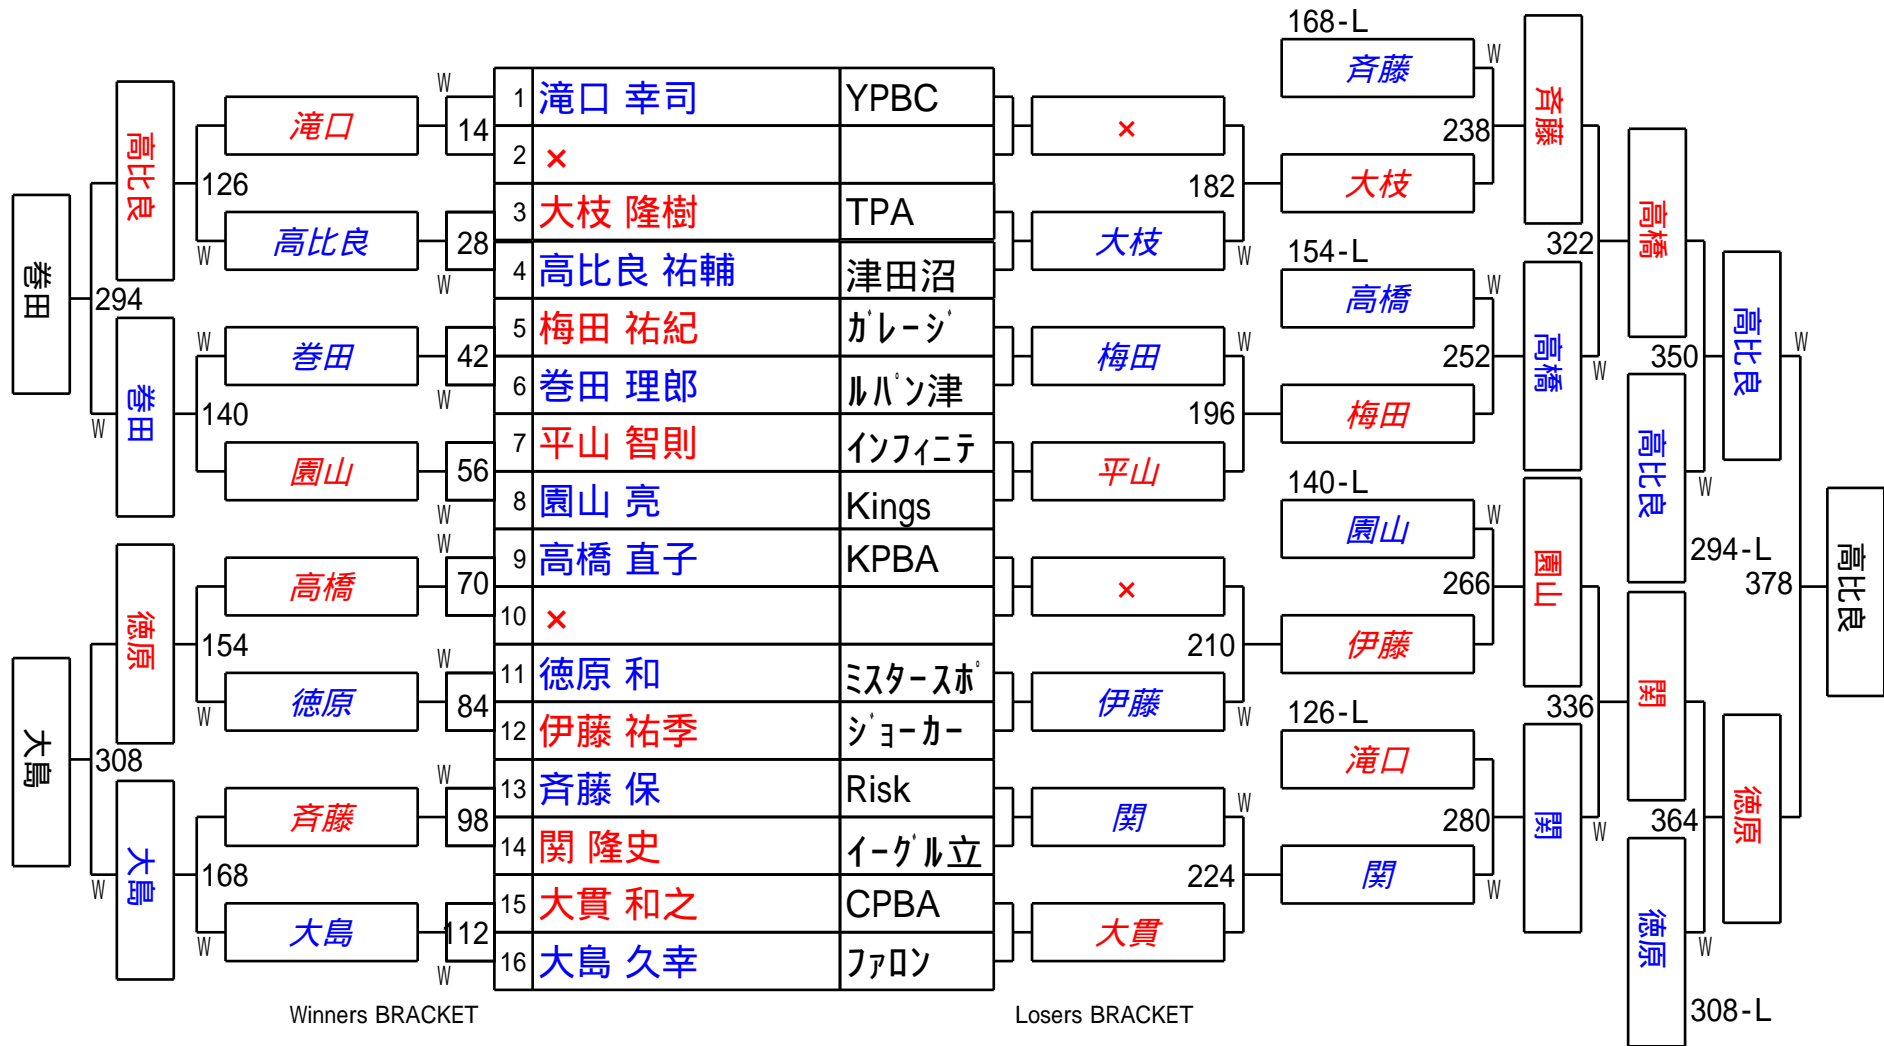 168-L
W 斉藤 W
1 滝口 幸司 YPBC
滝口 14 × 238 斉藤
2 ×
高比良 126 182 大枝
3 大枝 隆樹 TPA
W 高比良 28 大枝 W 322 高橋
W 4 高比良 祐輔 津田沼 154-L
巻田 294 高橋 W 高比良 W
5 梅田 祐紀 ガレージ
W 巻田 42 梅田 W 252 高橋 W 350
W 6 巻田 理郎 ルパン津
W 巻田 140 196 梅田 高比良
7 平山 智則 インフィニテ
園山 56 平山 W
W 8 園山 亮 Kings 140-L
W 園山 W 294-L 高比良
9 高橋 直子 KPBA
高橋 70 × 266 園山 378
10 ×
徳原 154 210 伊藤
W 11 徳原 和 ミスタースポ
W 徳原 84 伊藤 W 336 関
12 伊藤 祐季 ジョーカー 126-L
大島 308 W 滝口 徳原
13 斉藤 保 Risk
斉藤 98 関 W 280 関 W 364
14 関 隆史 イーグル立
W 大島 168 224 関 W 徳原
15 大貫 和之 CPBA
W 大島 112 大貫 W
W 16 大島 久幸 ファロン
Winners BRACKET Losers BRACKET 308-L